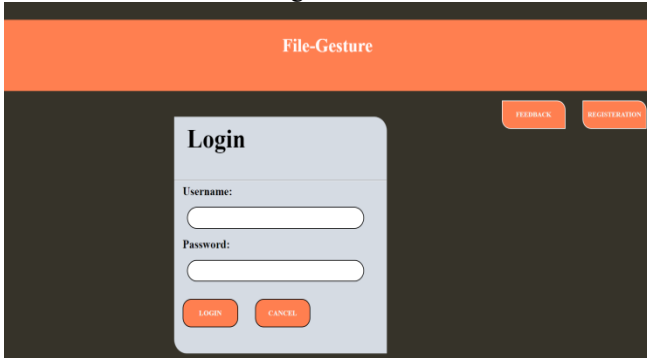 File-Gesture
FEEDBACK
REGISTERATION
Login
Username:
Password:
LOGIN
CANCEL